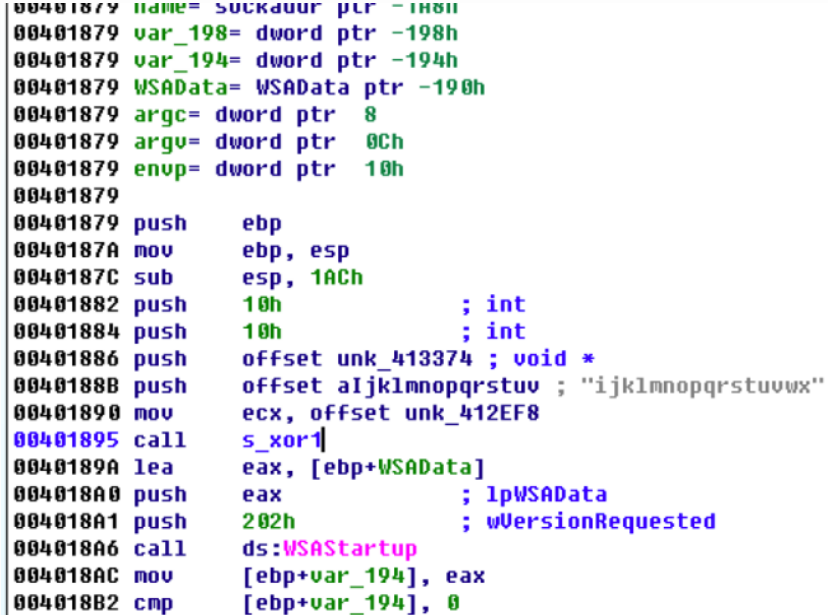 00401879 name= sockaddr ptr -1A8h
00401879 var_198= dword ptr -198h
00401879 var_194= dword ptr -194h
00401879 WSAData= WSAData ptr -190h
00401879 argc= dword ptr  8
00401879 argv= dword ptr  0Ch
00401879 envp= dword ptr  10h
00401879
00401879 push    ebp
0040187A mov     ebp, esp
0040187C sub     esp, 1ACh
00401882 push    10h             ; int
00401884 push    10h             ; int
00401886 push    offset unk_413374 ; void *
0040188B push    offset aIjklmnopqrstuv ; "ijklmnopqrstuvwx"
00401890 mov     ecx, offset unk_412EF8
00401895 call    s_xor1
0040189A lea     eax, [ebp+WSAData]
004018A0 push    eax             ; lpWSAData
004018A1 push    202h            ; wVersionRequested
004018A6 call    ds:WSAStartup
004018AC mov     [ebp+var_194], eax
004018B2 cmp     [ebp+var_194], 0